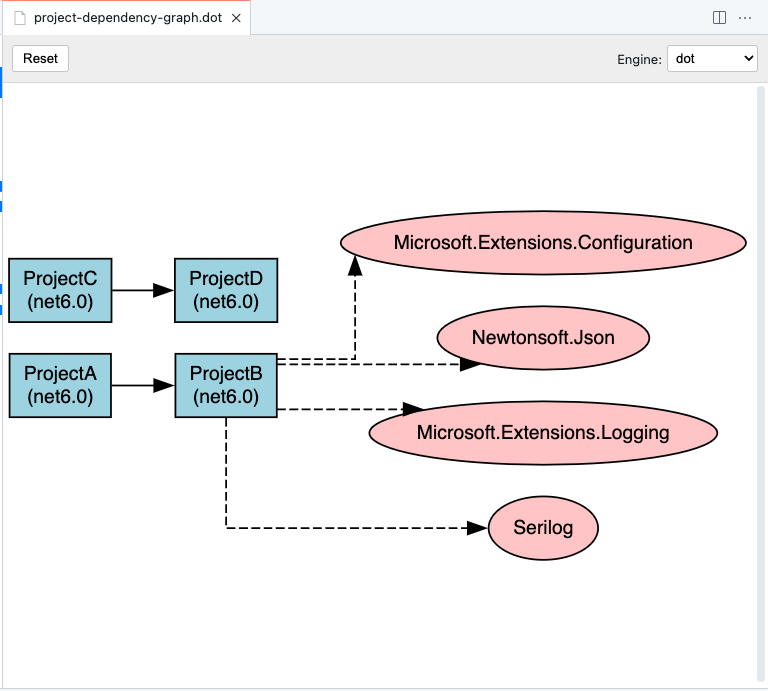 project-dependency-graph.dot
Reset
Engine:
dot
Microsoft.Extensions.Configuration
ProjectC
(net6.0)
ProjectD
(net6.0)
Newtonsoft.Json
ProjectA
(net6.0)
ProjectB
(net6.0)
Microsoft.Extensions.Logging
Serilog